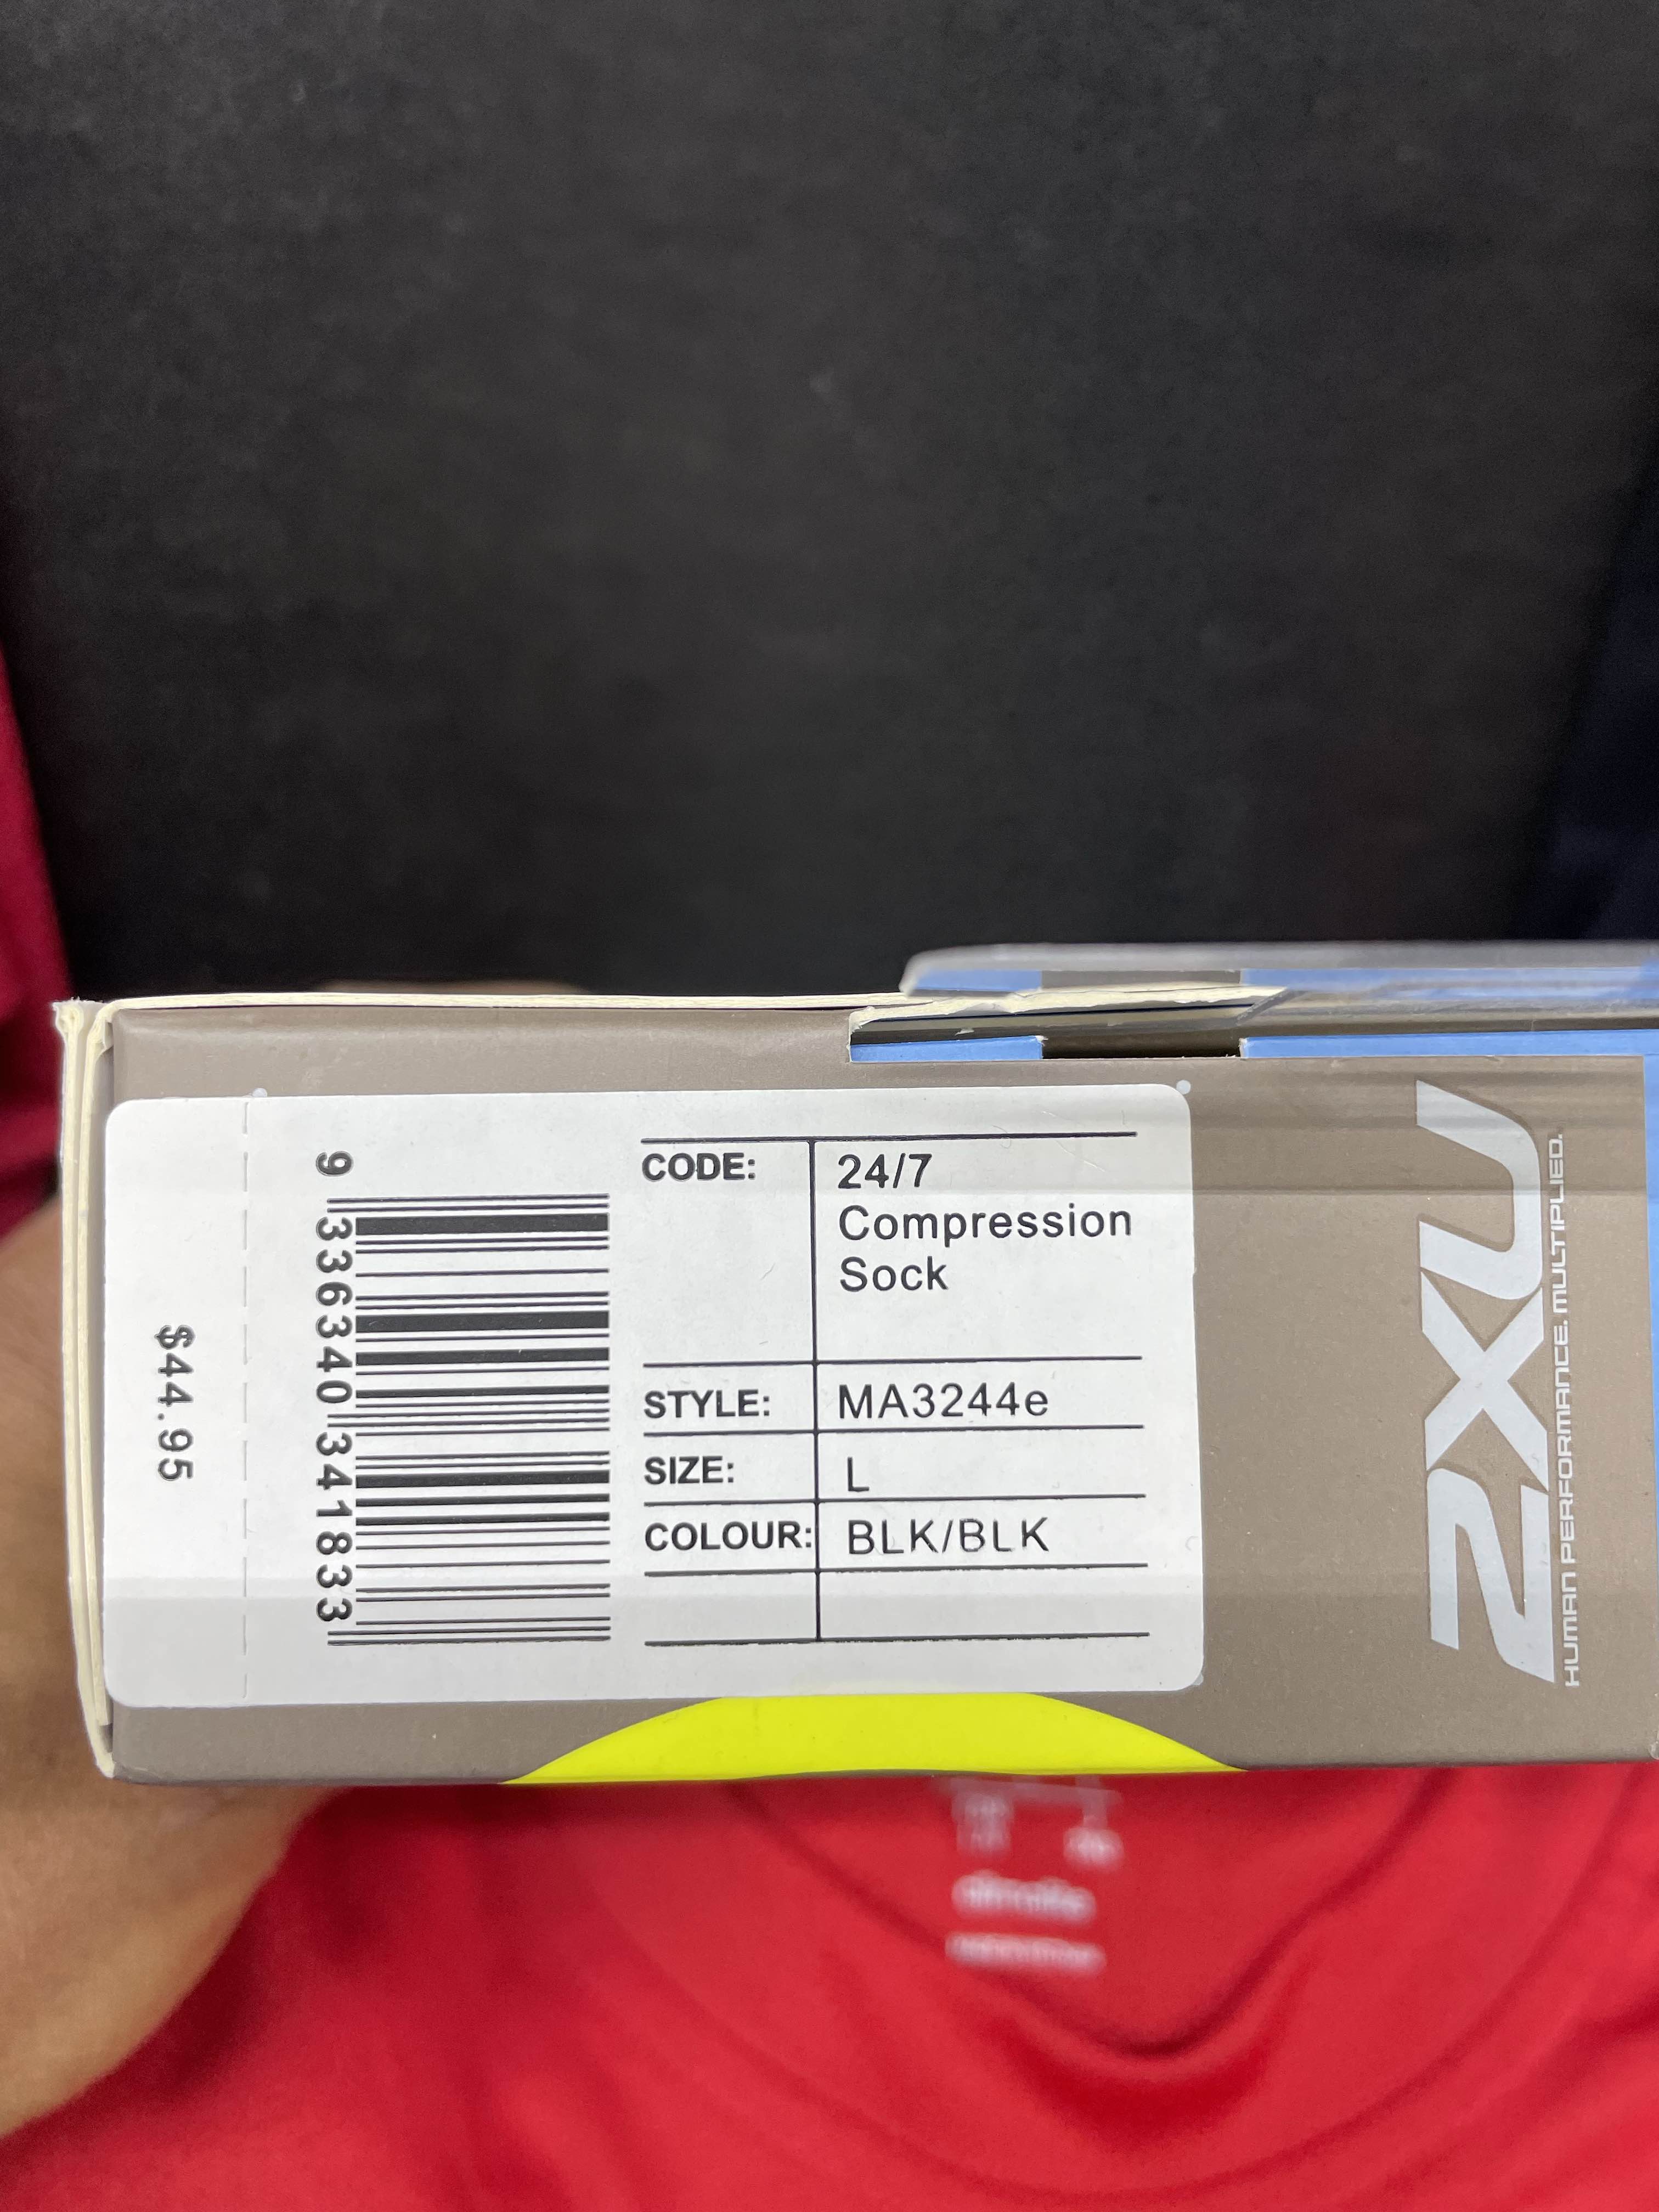 CODE: 24/7
Compression
Sock
STYLE: MA3244e
SIZE: L
COLOUR: BLK/BLK
9 336340 341833
$44.95
2XU
HUMAN PERFORMANCE. MULTIPLIED.